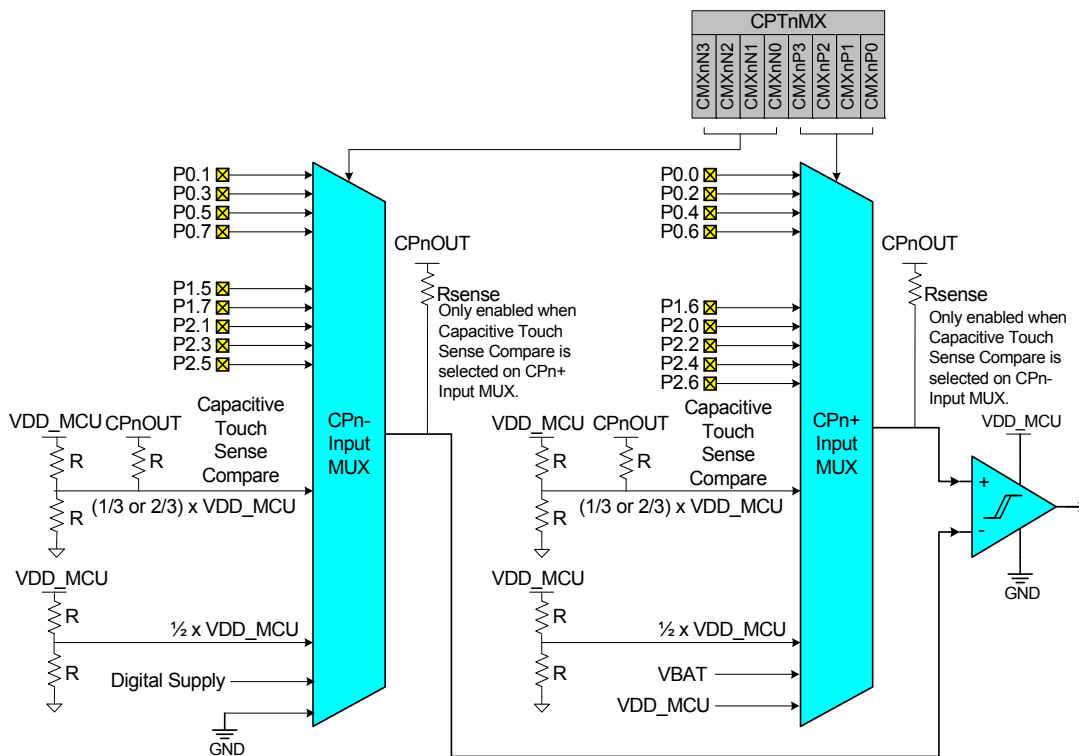 CPTnMX
CMXnN3
CMXnN2
CMXnN1
CMXnN0
CMXnP3
CMXnP2
CMXnP1
CMXnP0
P0.1
P0.3
P0.5
P0.7
P1.5
P1.7
P2.1
P2.3
P2.5
VDD_MCU
R
CPnOUT
R
R
Capacitive
Touch
Sense
Compare
(1/3 or 2/3) x VDD_MCU
VDD_MCU
R
R
½ x VDD_MCU
Digital Supply
GND
CPn-
Input
MUX
CPnOUT
Rsense
Only enabled when
Capacitive Touch
Sense Compare is
selected on CPn+
Input MUX.
P0.0
P0.2
P0.4
P0.6
P1.6
P2.0
P2.2
P2.4
P2.6
VDD_MCU
R
CPnOUT
R
R
Capacitive
Touch
Sense
Compare
(1/3 or 2/3) x VDD_MCU
VDD_MCU
R
R
½ x VDD_MCU
VBAT
VDD_MCU
CPn+
Input
MUX
CPnOUT
Rsense
Only enabled when
Capacitive Touch
Sense Compare is
selected on CPn-
Input MUX.
VDD_MCU
+
-
GND